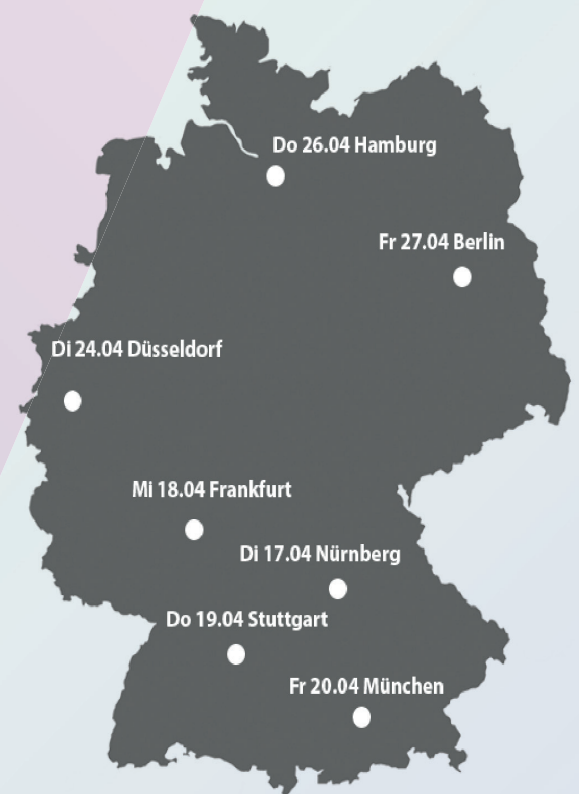 Do 26.04 Hamburg
Fr 27.04 Berlin
Di 24.04 Düsseldorf
Mi 18.04 Frankfurt
Di 17.04 Nürnberg
Do 19.04 Stuttgart
Fr 20.04 München